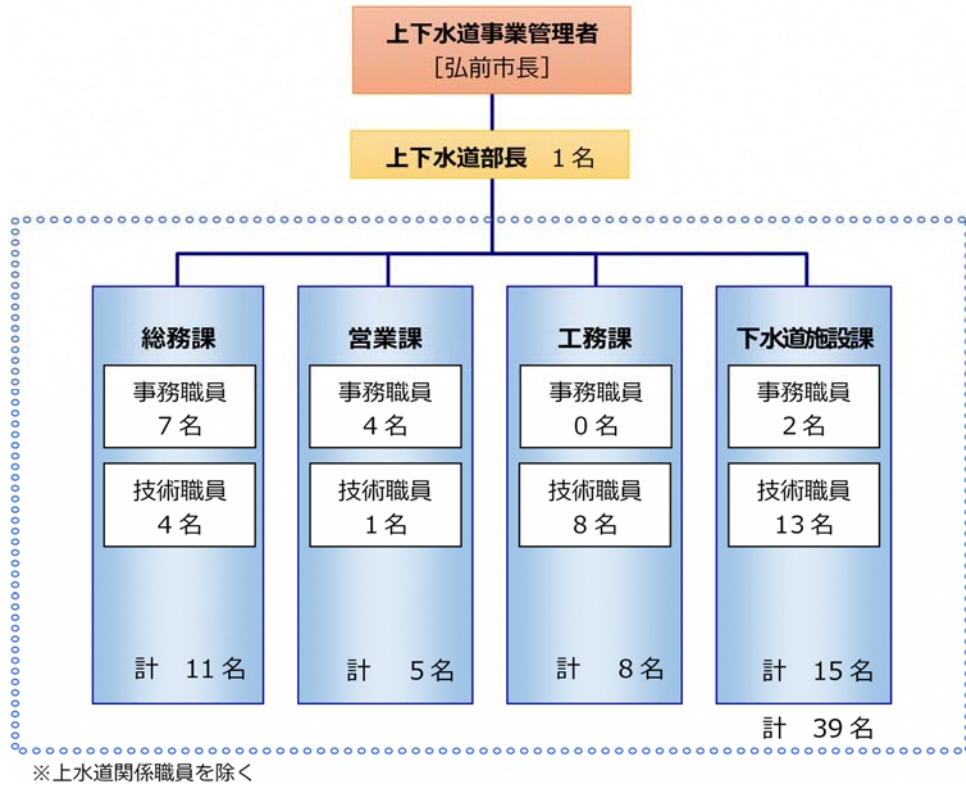 上下水道事業管理者
[弘前市長]
上下水道部長　1名
総務課
事務職員
7名
技術職員
4名
計　11名
営業課
事務職員
4名
技術職員
1名
計　5名
工務課
事務職員
0名
技術職員
8名
計　8名
下水道施設課
事務職員
2名
技術職員
13名
計　15名
計　39名
※上水道関係職員を除く